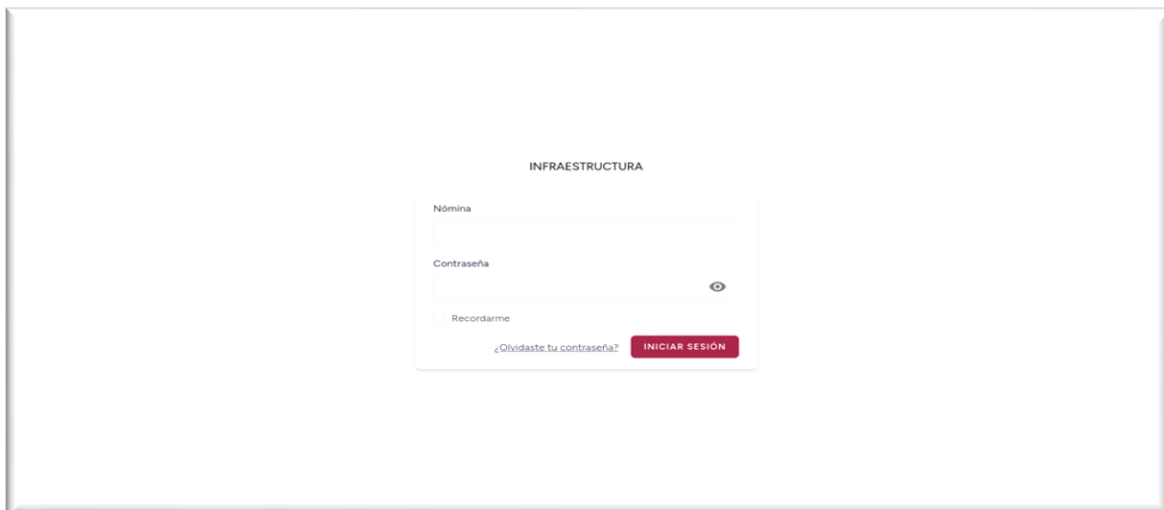 INFRAESTRUCTURA
Nómina
Contraseña
Recordarme
¿Olvidaste tu contraseña? INICIAR SESIÓN